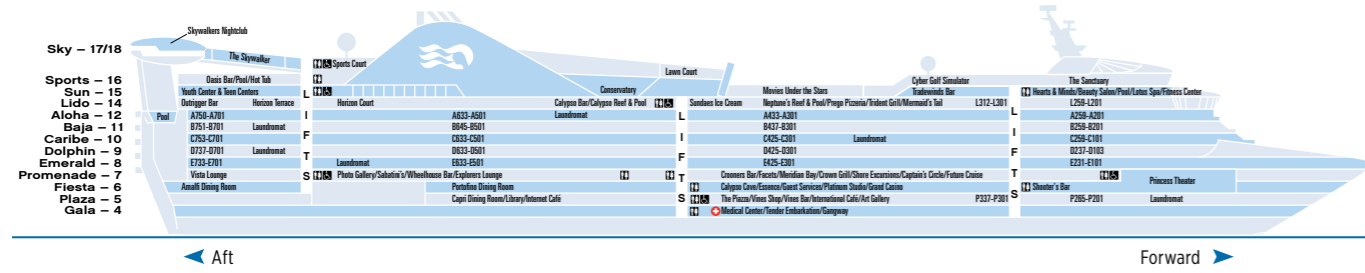 Skywalkers Nightclub
Sky – 17/18
The Skywalker
Sports Court
Lawn Court
Sports – 16
Oasis Bar/Pool/Hot Tub
Cyber Golf Simulator
The Sanctuary
Sun – 15
Youth Center & Teen Centers
Conservatory
Movies Under the Stars
Tradewinds Bar
Hearts & Minds/Beauty Salon/Pool/Lotus Spa/Fitness Center
Lido – 14
Outrigger Bar
Horizon Terrace
Horizon Court
Calypso Bar/Calypso Reef & Pool
Sundaes Ice Cream
Neptune's Reef & Pool/Prego Pizzeria/Trident Grill/Mermaid's Tail
L312-L301
L259-L201
Aloha – 12
Pool
A750-A701
A633-A501
Laundromat
A433-A301
A259-A201
Baja – 11
B751-B701
Laundromat
B645-B501
B437-B301
B259-B201
Caribe – 10
C753-C701
C633-C501
C425-C301
Laundromat
C259-C101
Dolphin – 9
D737-D701
Laundromat
D633-D501
D425-D301
D237-D103
Emerald – 8
E733-E701
Laundromat
E633-E501
E425-E301
E231-E101
Promenade – 7
Vista Lounge
Photo Gallery/Sabatini's/Wheelhouse Bar/Explorers Lounge
Crooners Bar/Facets/Meridian Bay/Crown Grill/Shore Excursions/Captain's Circle/Future Cruise
Princess Theater
Fiesta – 6
Amalfi Dining Room
Portofino Dining Room
Calypso Cove/Essence/Guest Services/Platinum Studio/Grand Casino
Shooter's Bar
Plaza – 5
Capri Dining Room/Library/Internet Café
The Piazza/Vines Shop/Vines Bar/International Café/Art Gallery
P337-P301
P265-P201
Laundromat
Gala – 4
Medical Center/Tender Embarkation/Gangway
LIFTS
LIFTS
LIFTS
Aft
Forward